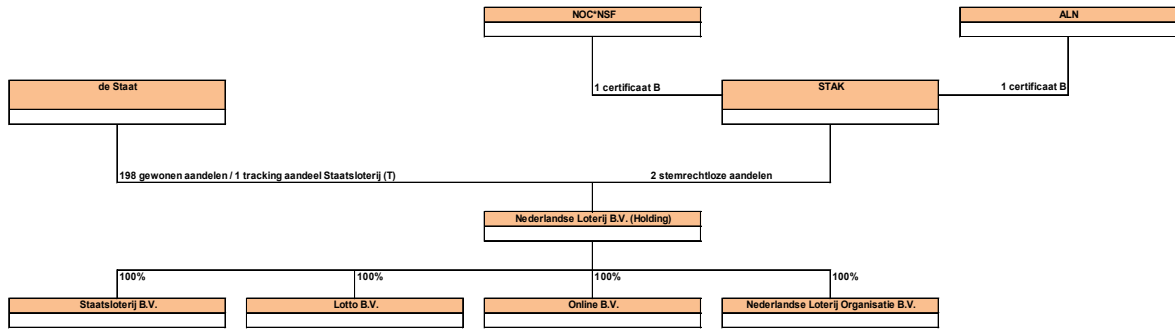 NOC*NSF
ALN
1 certificaat B
1 certificaat B
de Staat
STAK
198 gewonen aandelen / 1 tracking aandeel Staatsloterij (T)
2 stemrechtloze aandelen
Nederlandse Loterij B.V. (Holding)
100%
100%
100%
100%
Staatsloterij B.V.
Lotto B.V.
Online B.V.
Nederlandse Loterij Organisatie B.V.